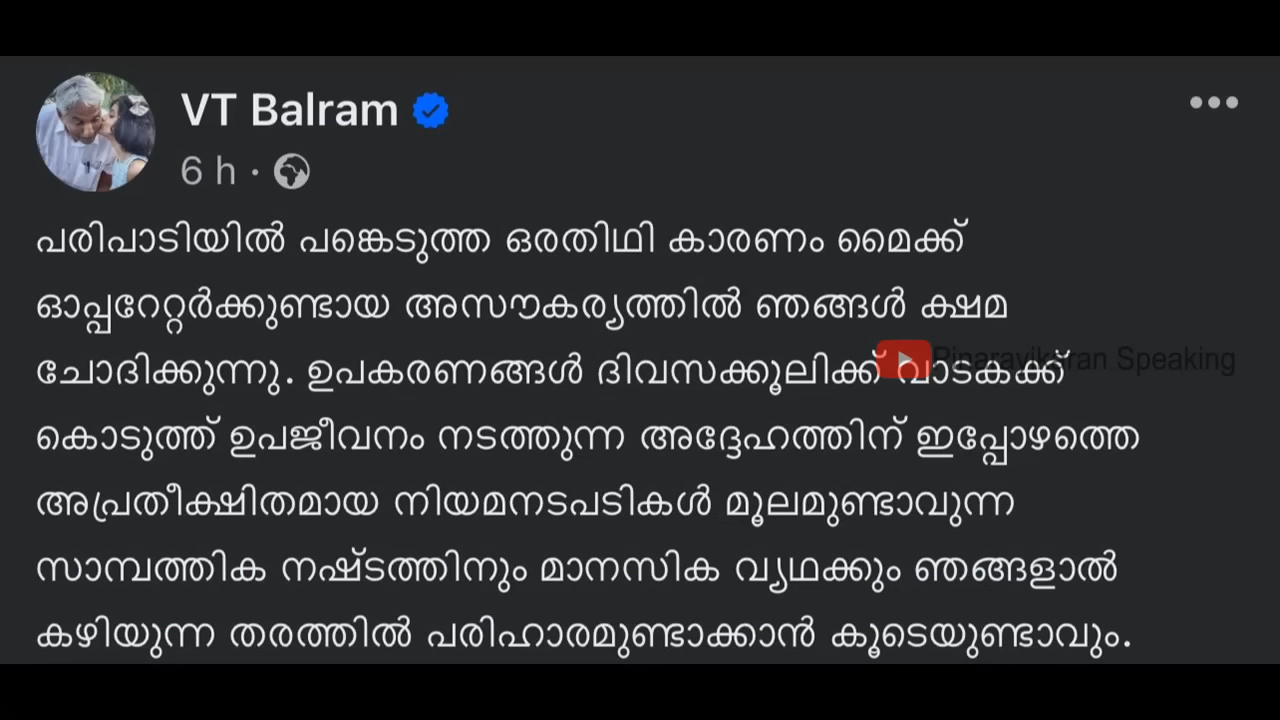 VT Balram
6 h ·
പരിപാടിയിൽ പങ്കെടുത്ത ഒരതിഥി കാരണം മൈക്ക്
ഓപ്പറേറ്റർക്കുണ്ടായ അസൗകര്യത്തിൽ ഞങ്ങൾ ക്ഷമ
ചോദിക്കുന്നു. ഉപകരണങ്ങൾ ദിവസക്കൂലിക്ക് വാടകക്ക്
Pinaravikaran Speaking
കൊടുത്ത് ഉപജീവനം നടത്തുന്ന അദ്ദേഹത്തിന് ഇപ്പോഴത്തെ
അപ്രതീക്ഷിതമായ നിയമനടപടികൾ മൂലമുണ്ടാവുന്ന
സാമ്പത്തിക നഷ്ടത്തിനും മാനസിക വ്യഥക്കും ഞങ്ങളാൽ
കഴിയുന്ന തരത്തിൽ പരിഹാരമുണ്ടാക്കാൻ കൂടെയുണ്ടാവും.